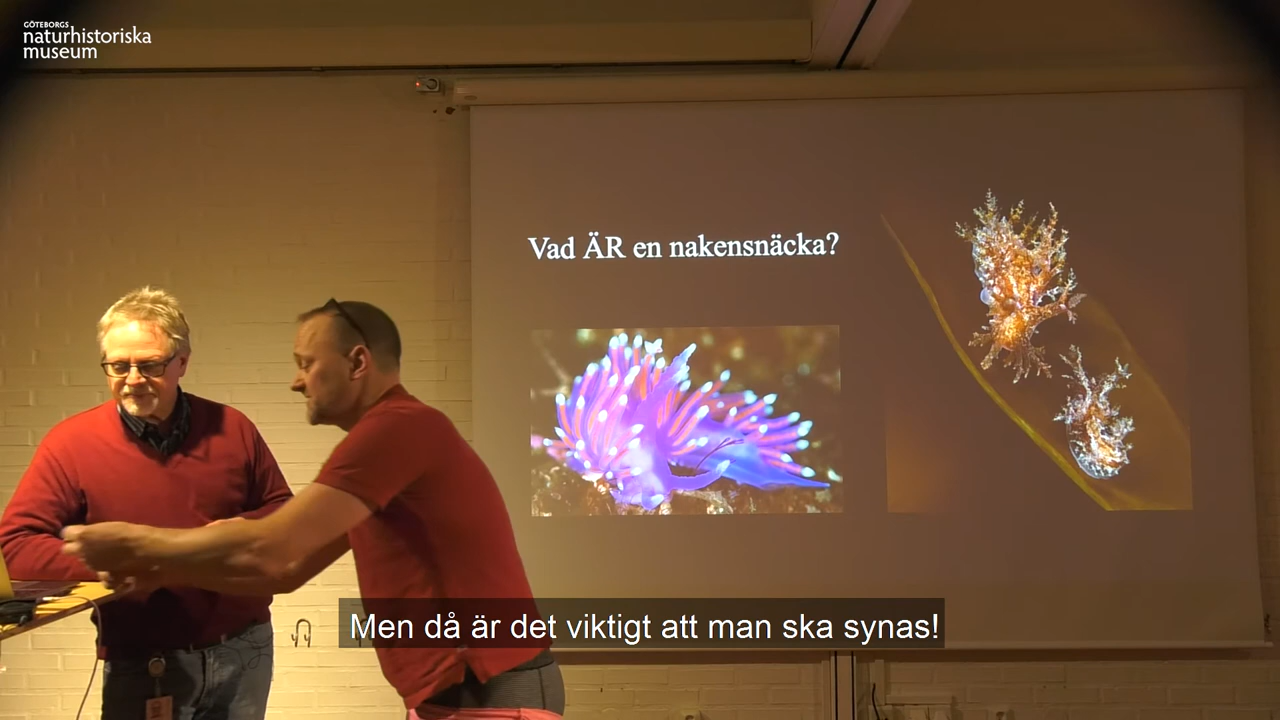 GÖTEBORGS
naturhistoriska
museum
Vad ÄR en nakensnäcka?
Men då är det viktigt att man ska synas!